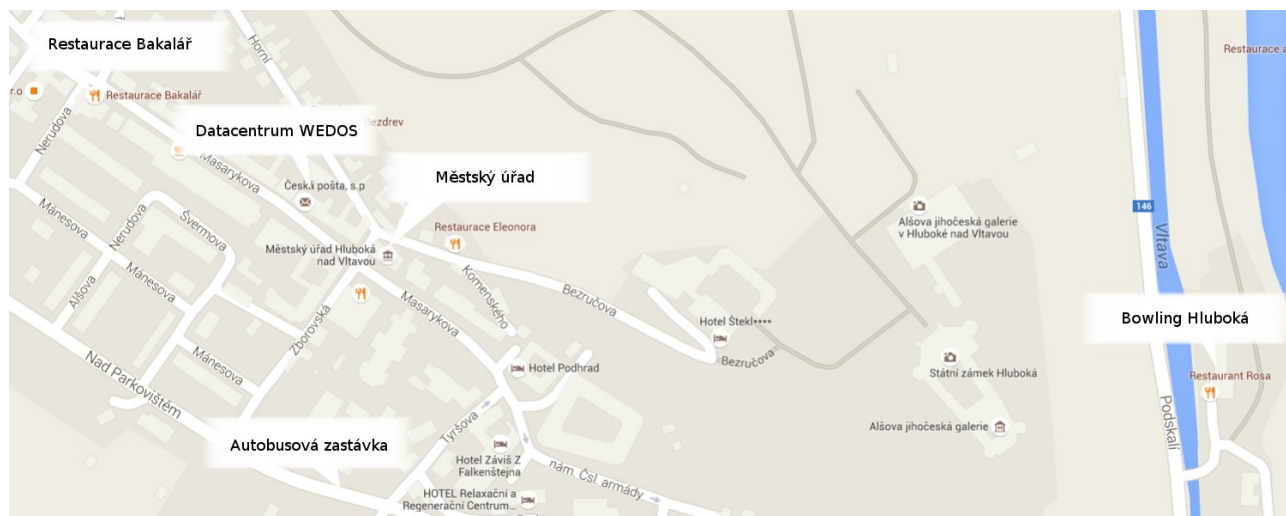 Restaurace Bakalář
Horní
Restaurace a
r.o
Restaurace Bakalář
Nerudova
Datacentrum WEDOS
Bezdrev
Masarykova
Městský úřad
Česká pošta, s.p
Mánesova
Nerudova
Švermova
Restaurace Eleonora
Alšova jihočeská galerie
v Hluboké nad Vltavou
146
Vltava
Městský úřad Hluboká
nad Vltavou
Alšova
Mánesova
Komenského
Bezručova
Masarykova
Zborovská
Hotel Štekl••••
Bowling Hluboká
Mánesova
Bezručova
Nad Parkovištěm
Hotel Podhrad
Státní zámek Hluboká
Restaurant Rosa
Tyršova
Alšova jihočeská galerie
Podskalí
Autobusová zastávka
Hotel Záviš Z
Falkenštejna
nám. Čsl. armády
HOTEL Relaxační a
Regenerační Centrum...